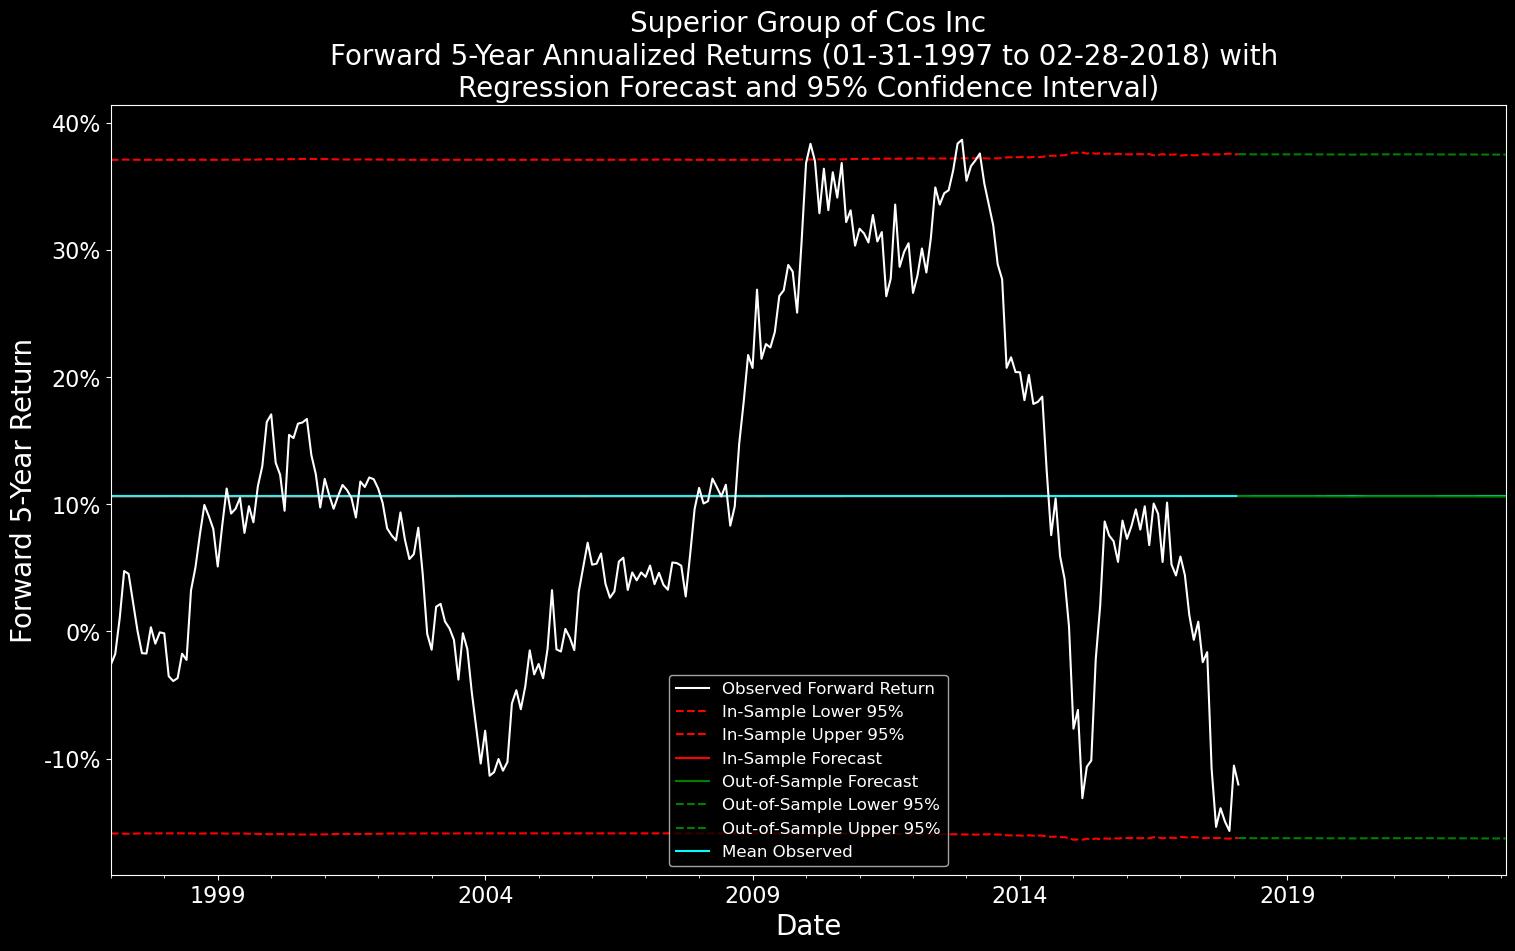 Superior Group of Cos Inc
Forward 5-Year Annualized Returns (01-31-1997 to 02-28-2018) with
Regression Forecast and 95% Confidence Interval)
Forward 5-Year Return
40%
30%
20%
10%
0%
-10%
Observed Forward Return
In-Sample Lower 95%
In-Sample Upper 95%
In-Sample Forecast
Out-of-Sample Forecast
Out-of-Sample Lower 95%
Out-of-Sample Upper 95%
Mean Observed
1999 2004 2009 2014 2019
Date